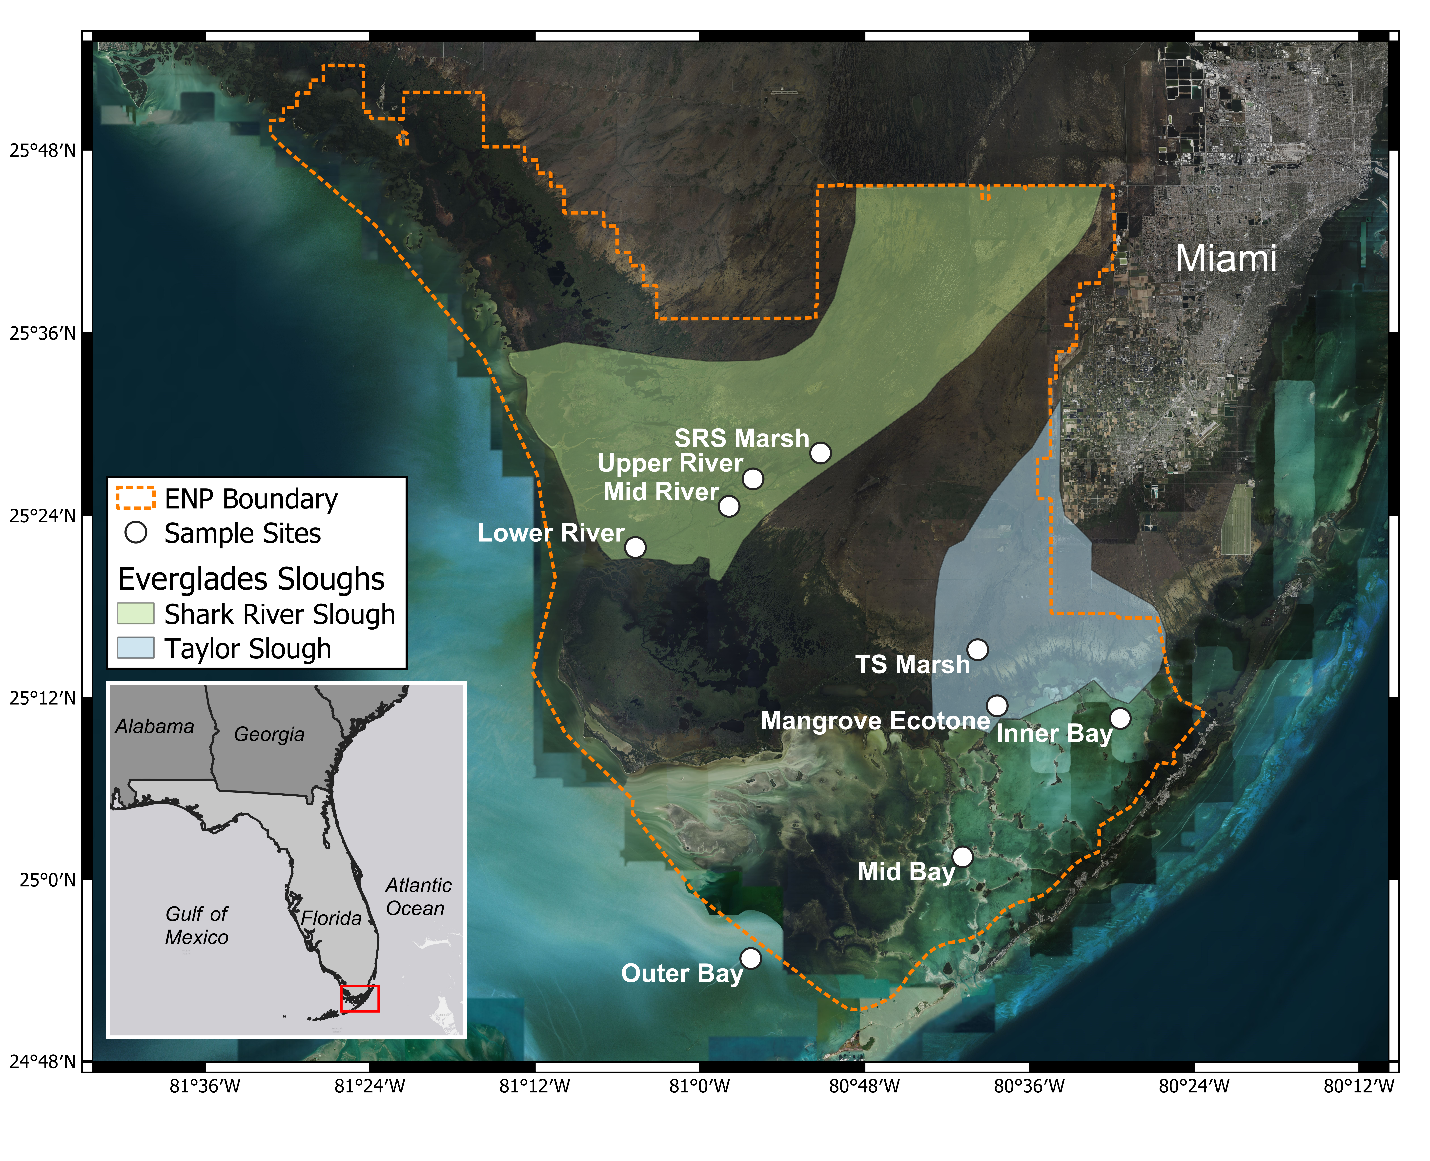 25°48′N
25°36′N
25°24′N
25°12′N
25°0′N
24°48′N
81°36′W
81°24′W
81°12′W
81°0′W
80°48′W
80°36′W
80°24′W
80°12′W
Miami
SRS Marsh
Upper River
Mid River
Lower River
TS Marsh
Mangrove Ecotone
Inner Bay
Mid Bay
Outer Bay
ENP Boundary
Sample Sites
Everglades Sloughs
Shark River Slough
Taylor Slough
Alabama
Georgia
Florida
Gulf of
Mexico
Atlantic
Ocean